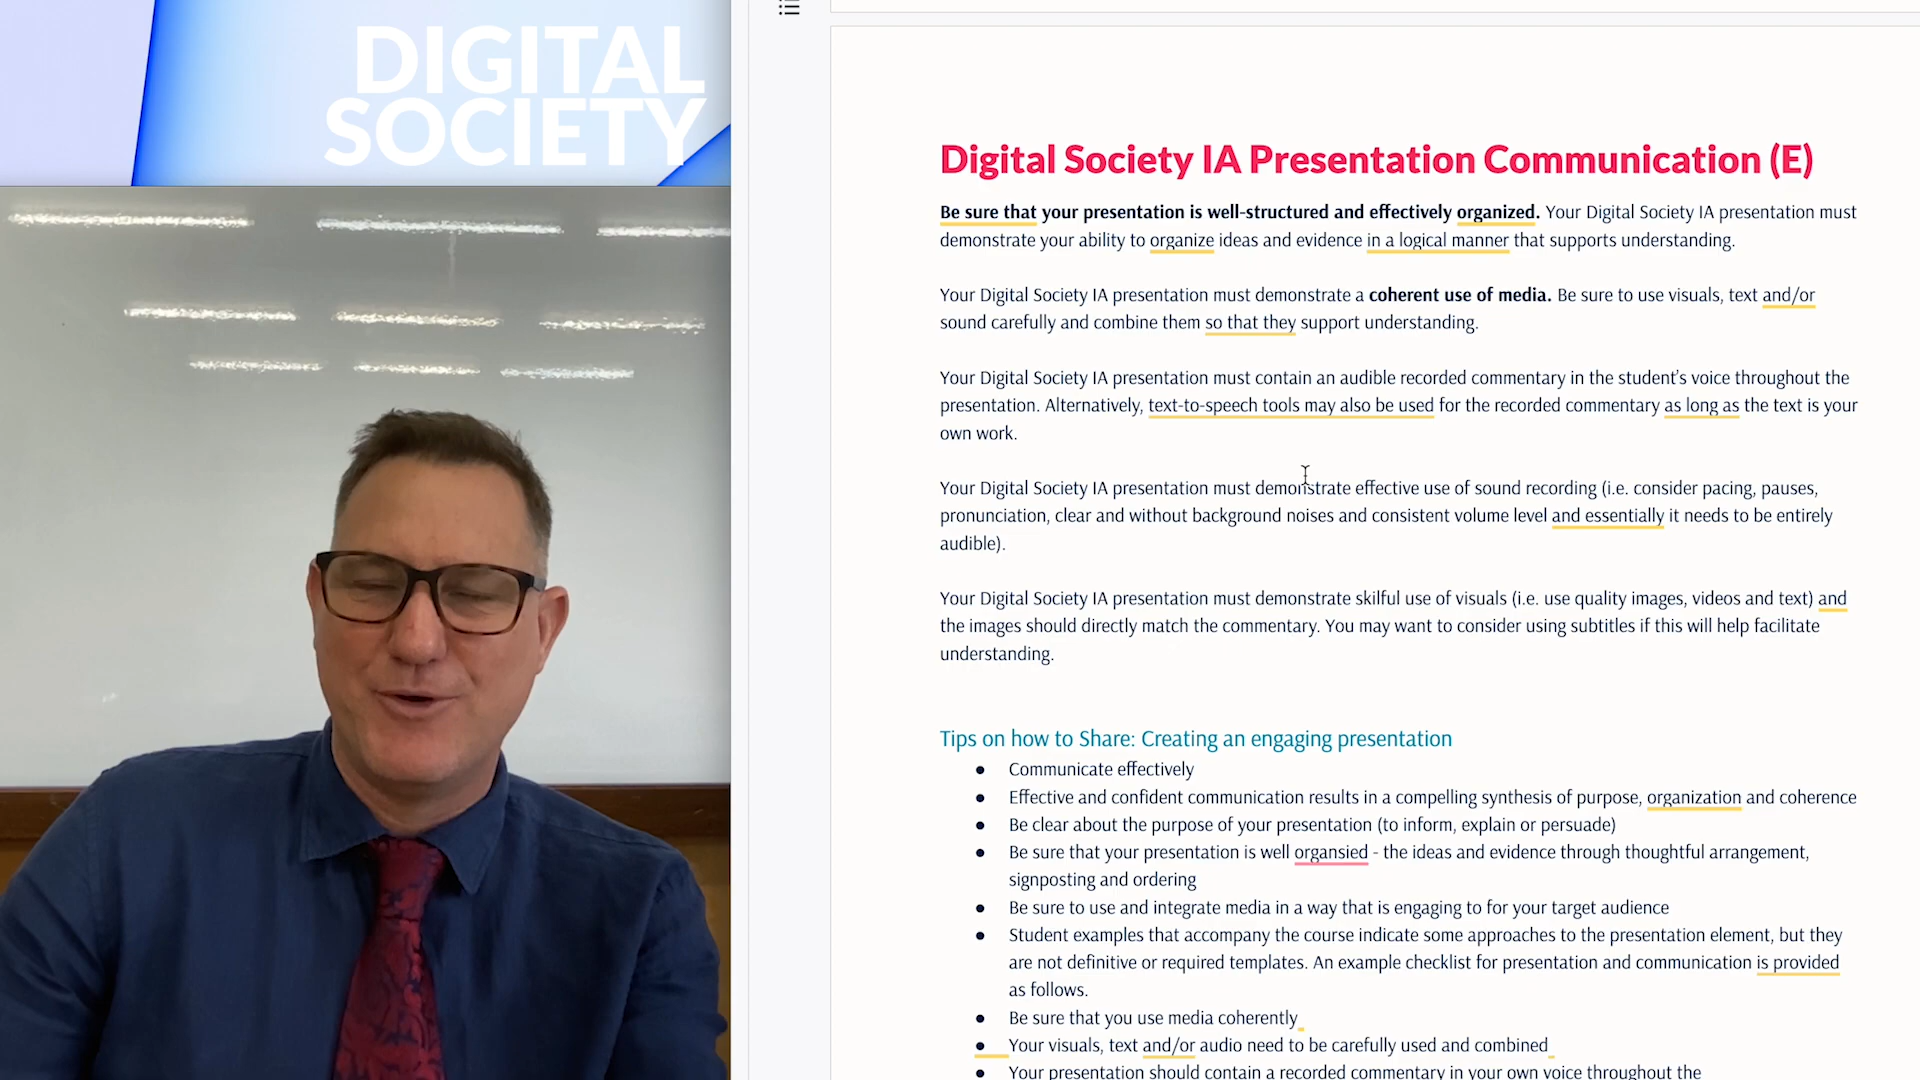 DIGITAL
SOCIETY
Digital Society IA Presentation Communication (E)
Be sure that your presentation is well-structured and effectively organized. Your Digital Society IA presentation must
demonstrate your ability to organize ideas and evidence in a logical manner that supports understanding.
Your Digital Society IA presentation must demonstrate a coherent use of media. Be sure to use visuals, text and/or
sound carefully and combine them so that they support understanding.
Your Digital Society IA presentation must contain an audible recorded commentary in the student's voice throughout the
presentation. Alternatively, text-to-speech tools may also be used for the recorded commentary as long as the text is your
own work.
Your Digital Society IA presentation must demonstrate effective use of sound recording (i.e. consider pacing, pauses,
pronunciation, clear and without background noises and consistent volume level and essentially it needs to be entirely
audible).
Your Digital Society IA presentation must demonstrate skilful use of visuals (i.e. use quality images, videos and text) and
the images should directly match the commentary. You may want to consider using subtitles if this will help facilitate
understanding.
Tips on how to Share: Creating an engaging presentation
● Communicate effectively
● Effective and confident communication results in a compelling synthesis of purpose, organization and coherence
● Be clear about the purpose of your presentation (to inform, explain or persuade)
● Be sure that your presentation is well organsied - the ideas and evidence through thoughtful arrangement,
signposting and ordering
● Be sure to use and integrate media in a way that is engaging to for your target audience
● Student examples that accompany the course indicate some approaches to the presentation element, but they
are not definitive or required templates. An example checklist for presentation and communication is provided
as follows.
● Be sure that you use media coherently
● Your visuals, text and/or audio need to be carefully used and combined
● Your presentation should contain a recorded commentary in your own voice throughout the